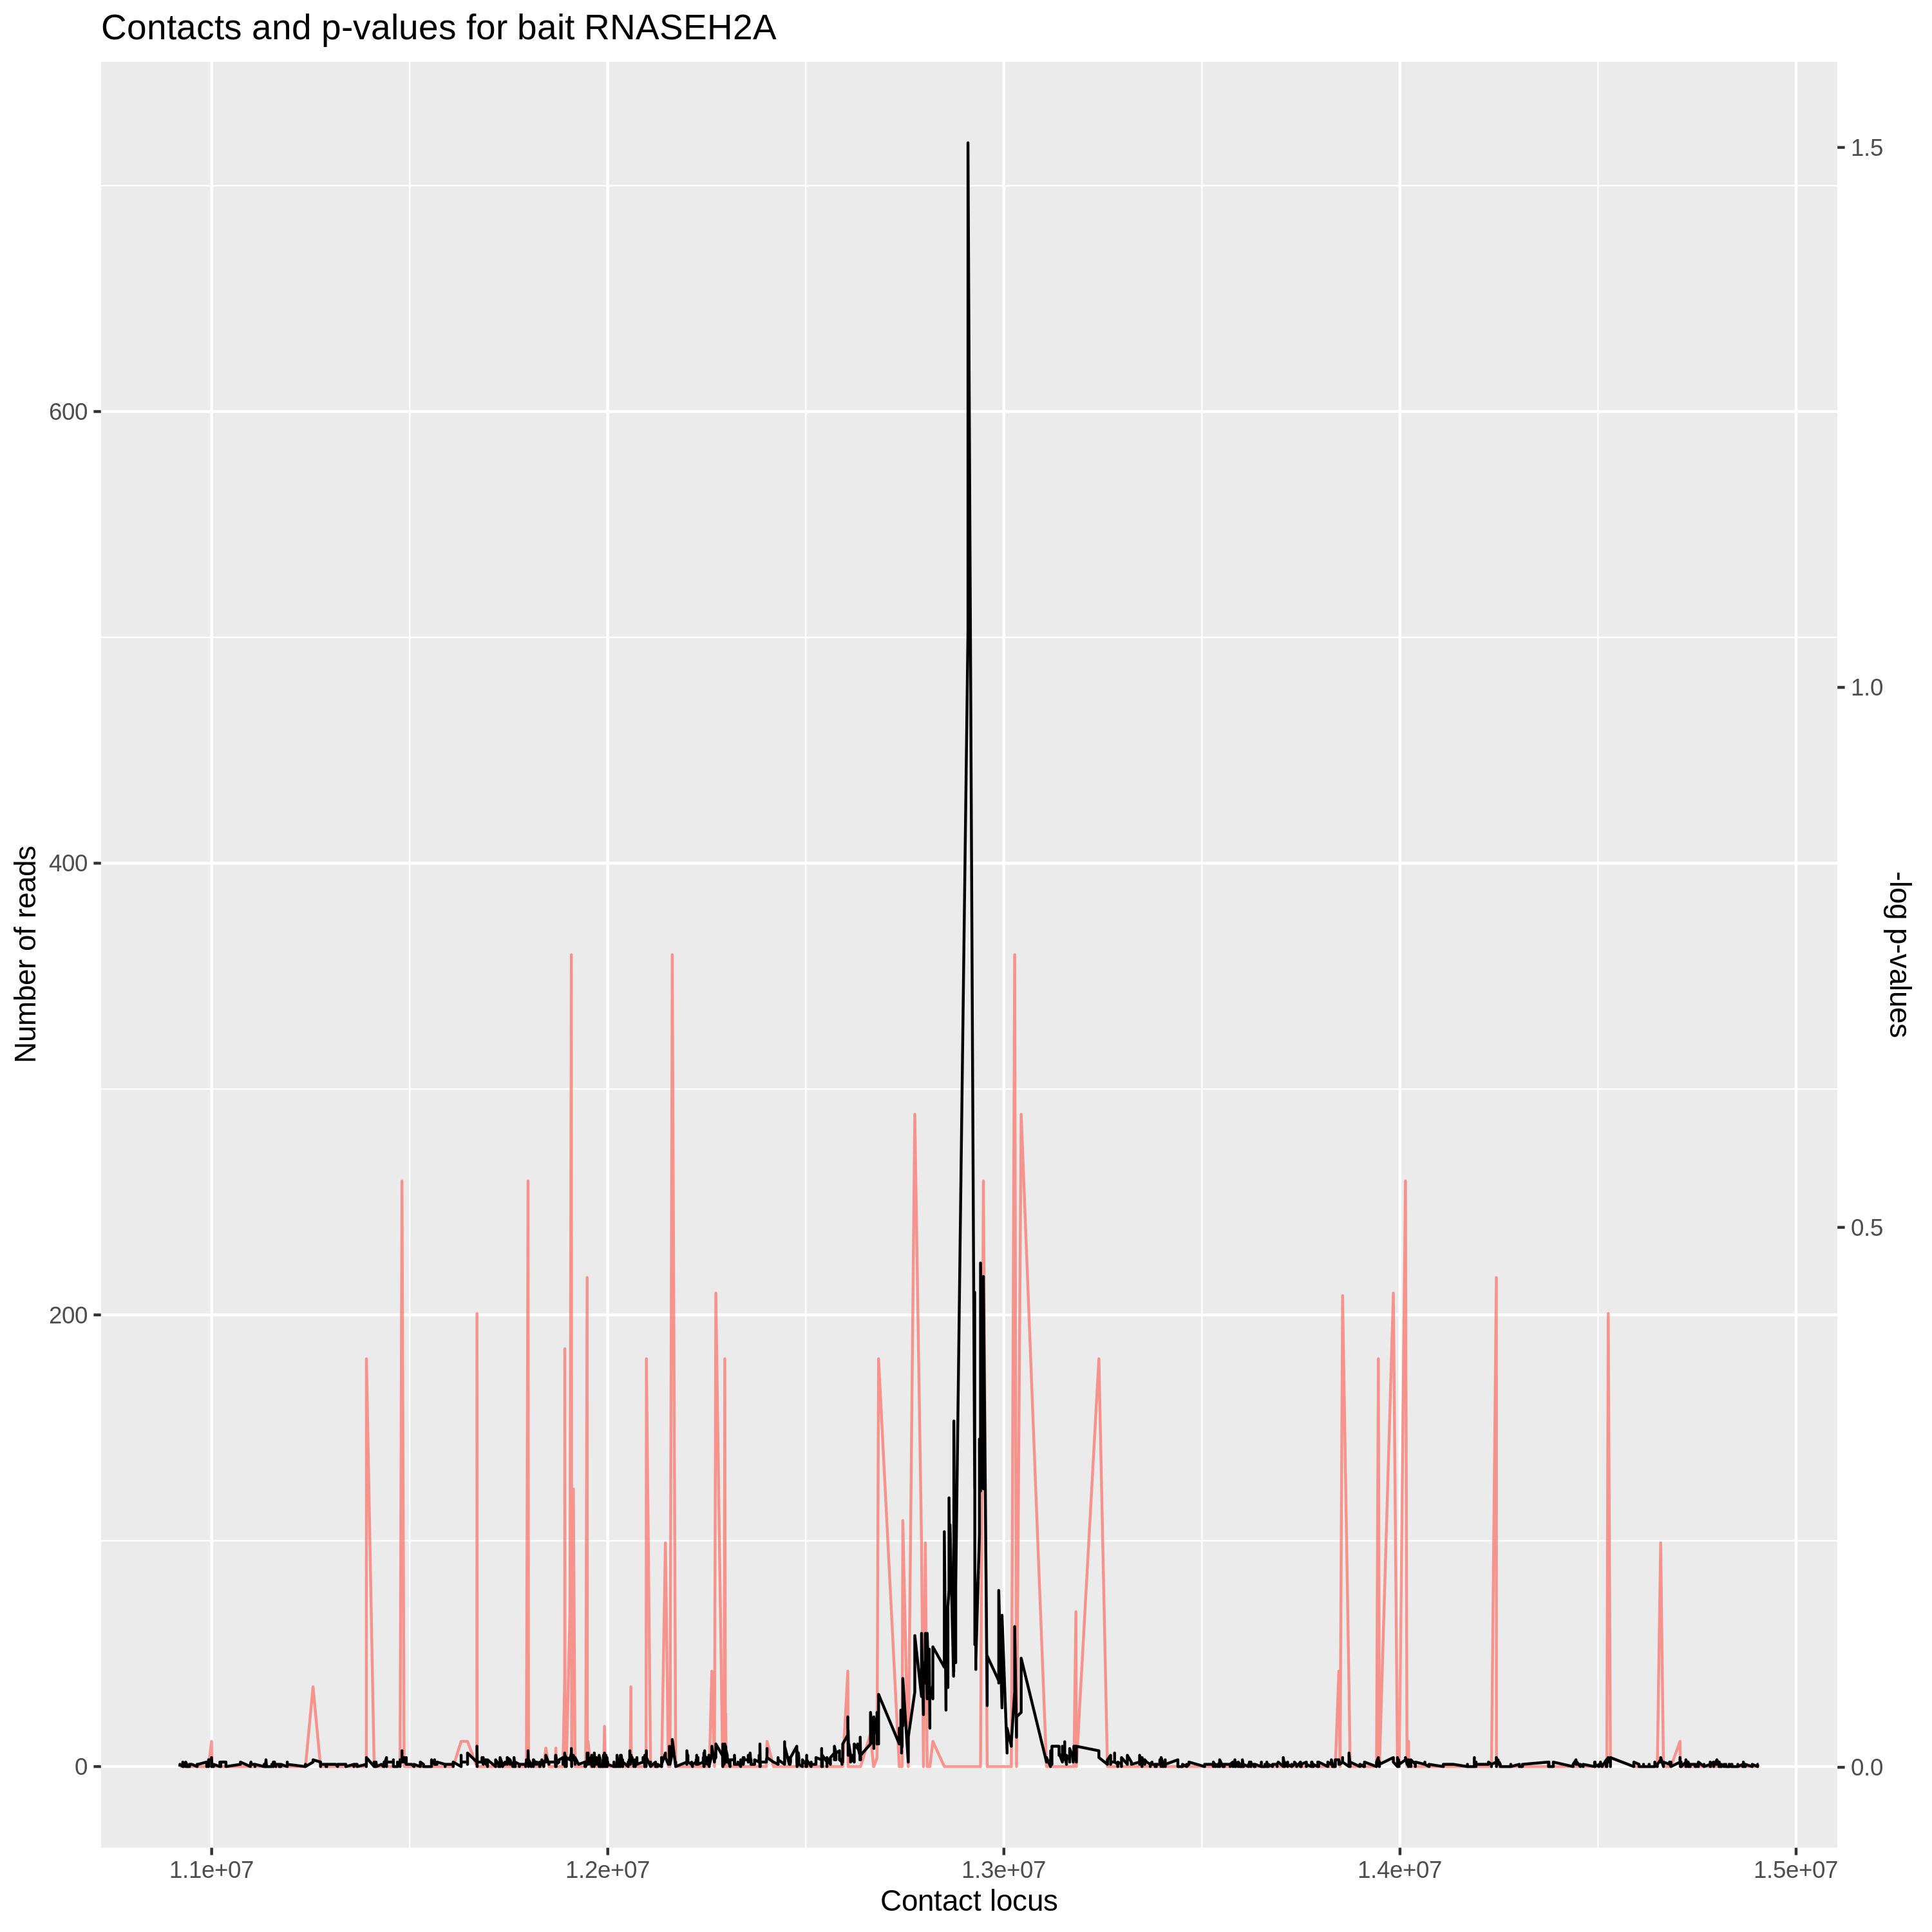 Contacts and p-values for bait RNASEH2A
600
400
200
0
Number of reads
1.5
1.0
0.5
0.0
-log p-values
1.1e+07
1.2e+07
1.3e+07
1.4e+07
1.5e+07
Contact locus